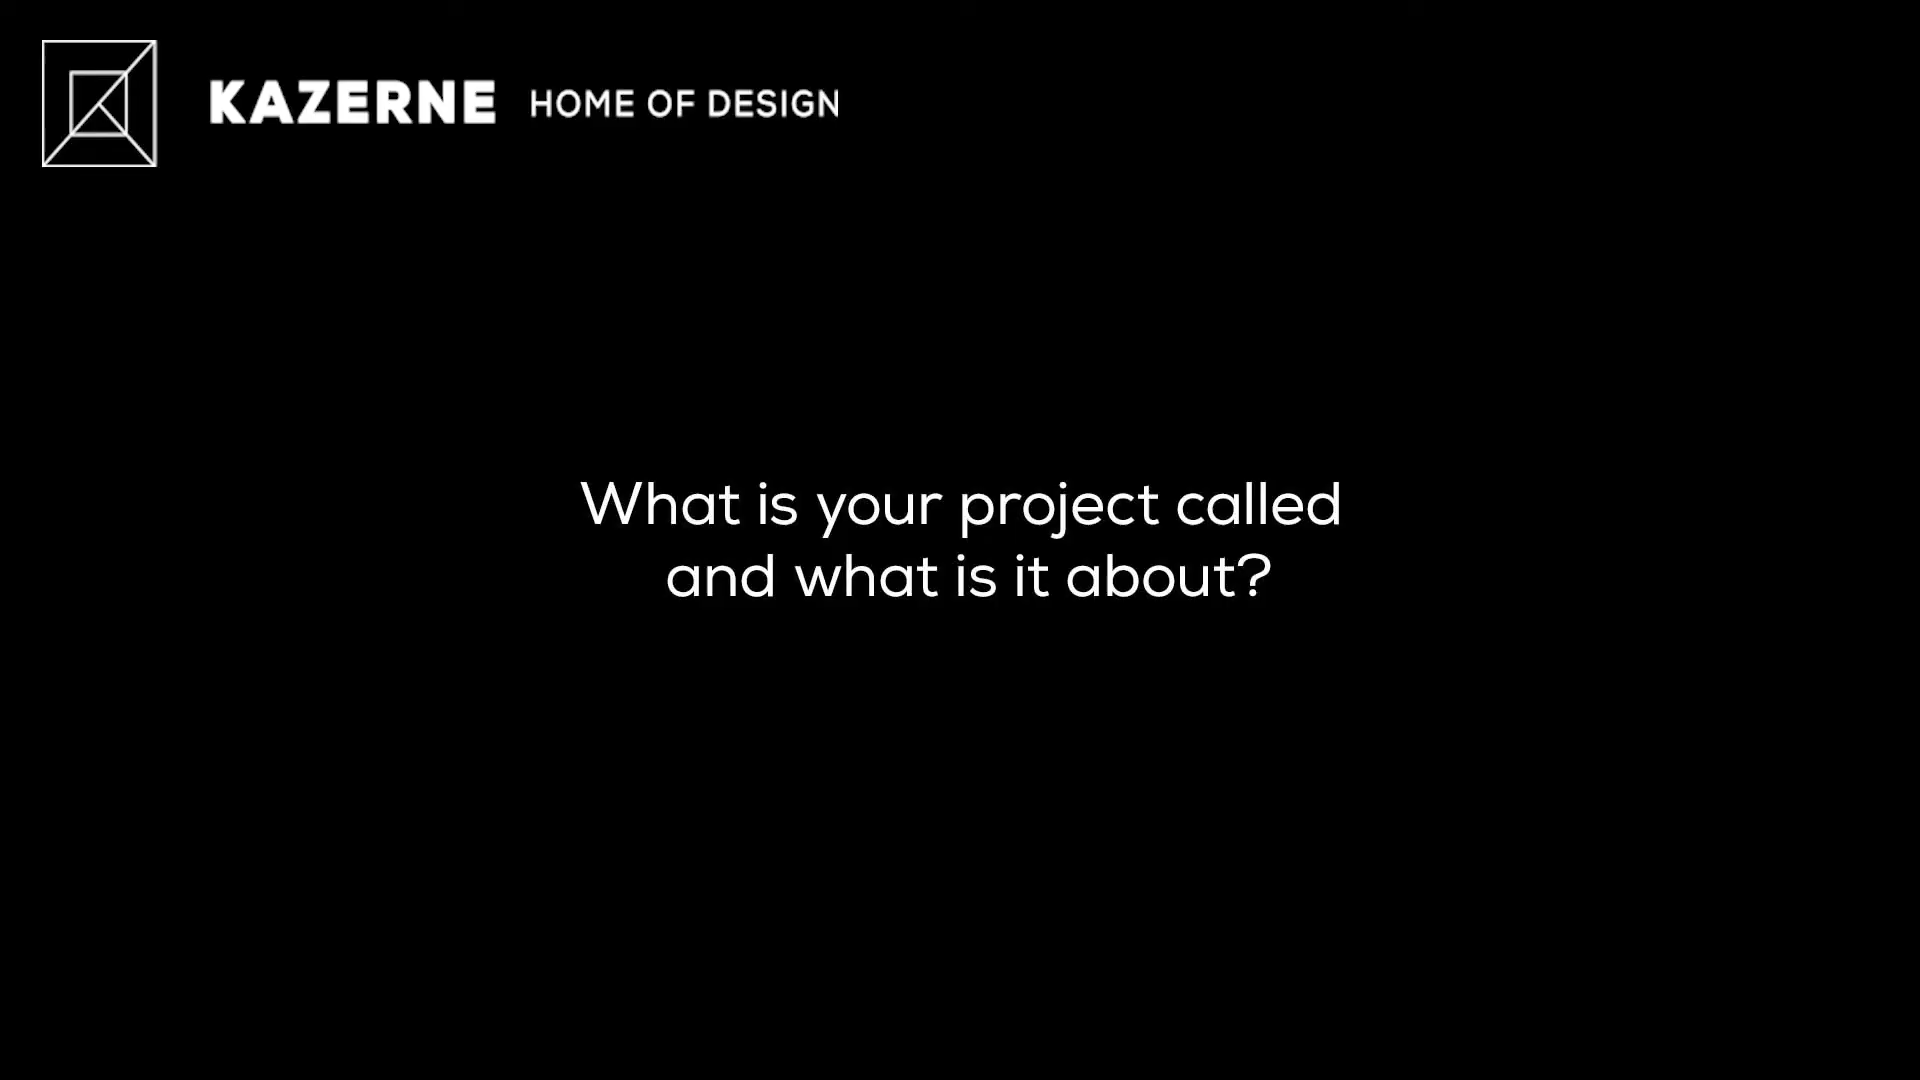 KAZERNE HOME OF DESIGN
What is your project called
and what is it about?